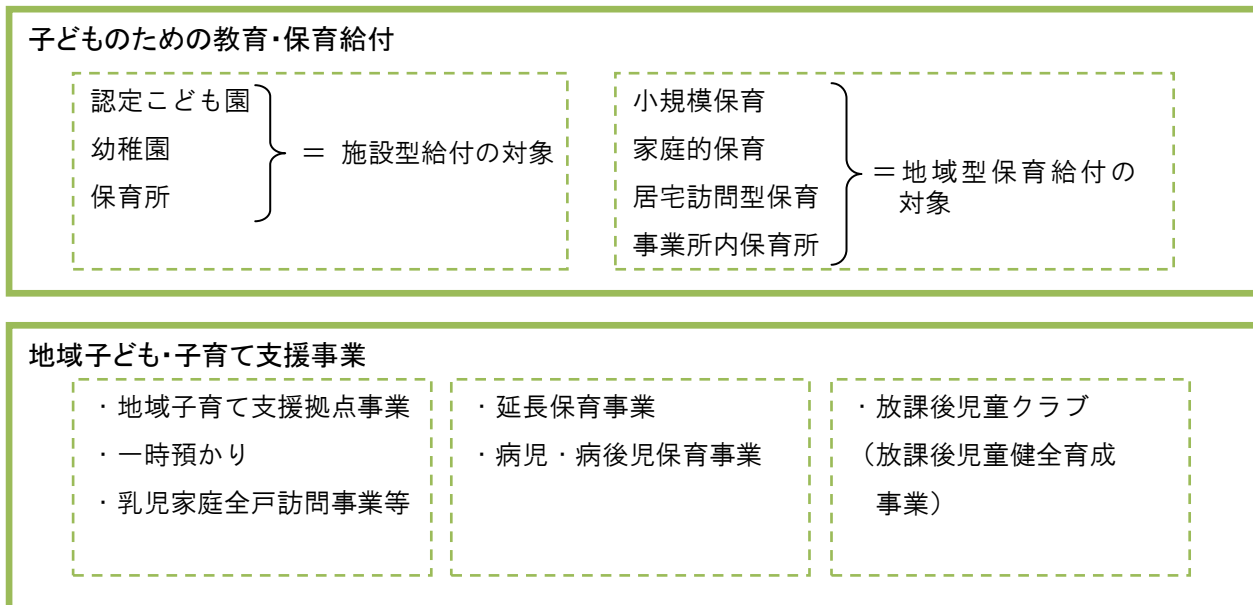 子どものための教育・保育給付
認定こども園
幼稚園
保育所
＝ 施設型給付の対象
小規模保育
家庭的保育
居宅訪問型保育
事業所内保育所
＝地域型保育給付の
対象
地域子ども・子育て支援事業
・地域子育て支援拠点事業
・一時預かり
・乳児家庭全戸訪問事業等
・延長保育事業
・病児・病後児保育事業
・放課後児童クラブ
（放課後児童健全育成
事業）